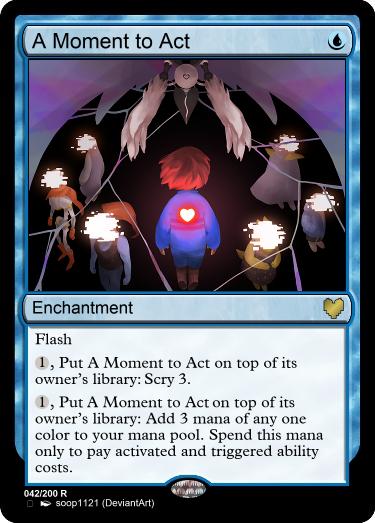 A Moment to Act
Enchantment
Flash
1, Put A Moment to Act on top of its
owner's library: Scry 3.
1, Put A Moment to Act on top of its
owner's library: Add 3 mana of any one
color to your mana pool. Spend this mana
only to pay activated and triggered ability
costs.
042/200 R
soop1121 (DeviantArt)